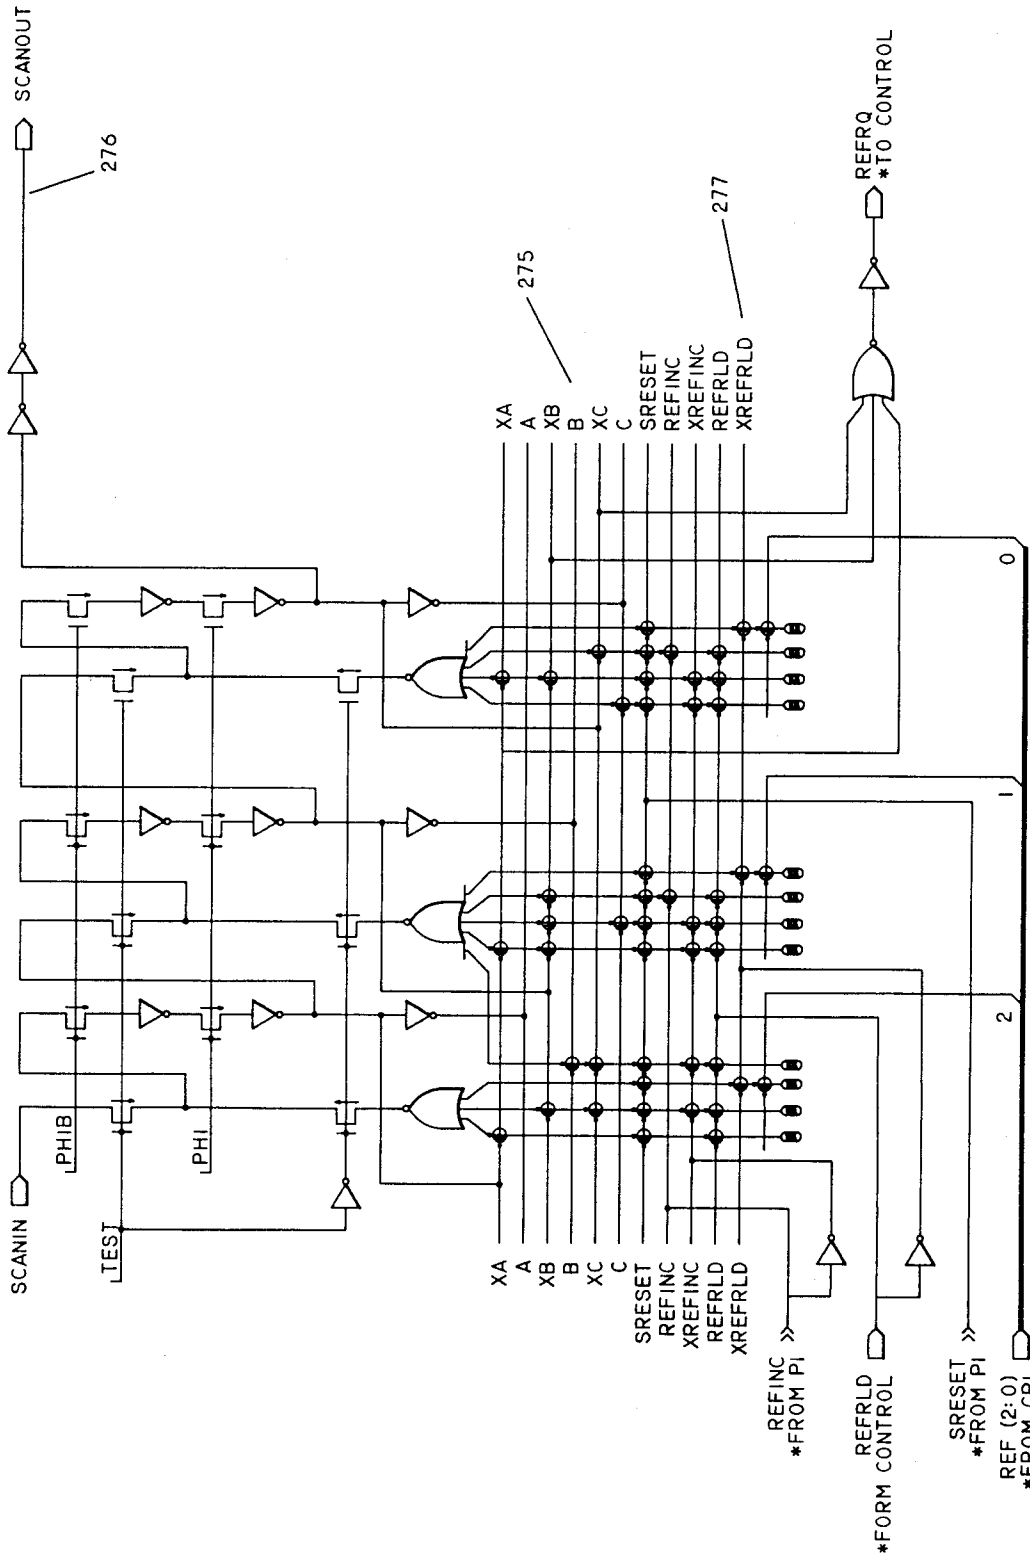 SCANIN
SCANOUT
276
PHIB
TEST
PHI
275
277
XA
A
XB
B
XC
C
SRESET
REFINC
XREFINC
REFRLD
XREFRLD
XA
A
XB
B
XC
C
SRESET
REFINC
XREFINC
REFRLD
XREFRLD
REFRQ
*TO CONTROL
2
1
0
REFINC
*FROM PI
REFRLD
*FORM CONTROL
SRESET
*FROM PI
REF (2:0)